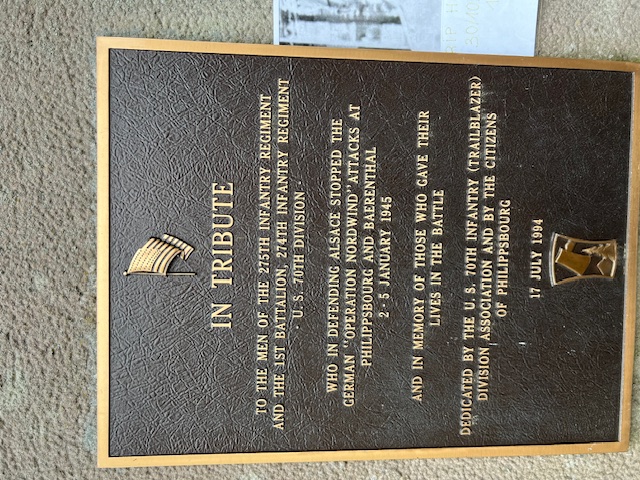 IN TRIBUTE
TO THE MEN OF THE 275TH INFANTRY REGIMENT
AND THE 1ST BATTALION, 274TH INFANTRY REGIMENT
· U. S. 70TH DIVISION ·
WHO IN DEFENDING ALSACE STOPPED THE
GERMAN "OPERATION NORDWIND" ATTACKS AT
PHILIPPSBOURG AND BAERENTHAL
2 - 5 JANUARY 1945
AND IN MEMORY OF THOSE WHO GAVE THEIR
LIVES IN THE BATTLE
DEDICATED BY THE U. S. 70TH INFANTRY (TRAILBLAZER)
DIVISION ASSOCIATION AND BY THE CITIZENS
OF PHILIPPSBOURG
17 JULY 1994